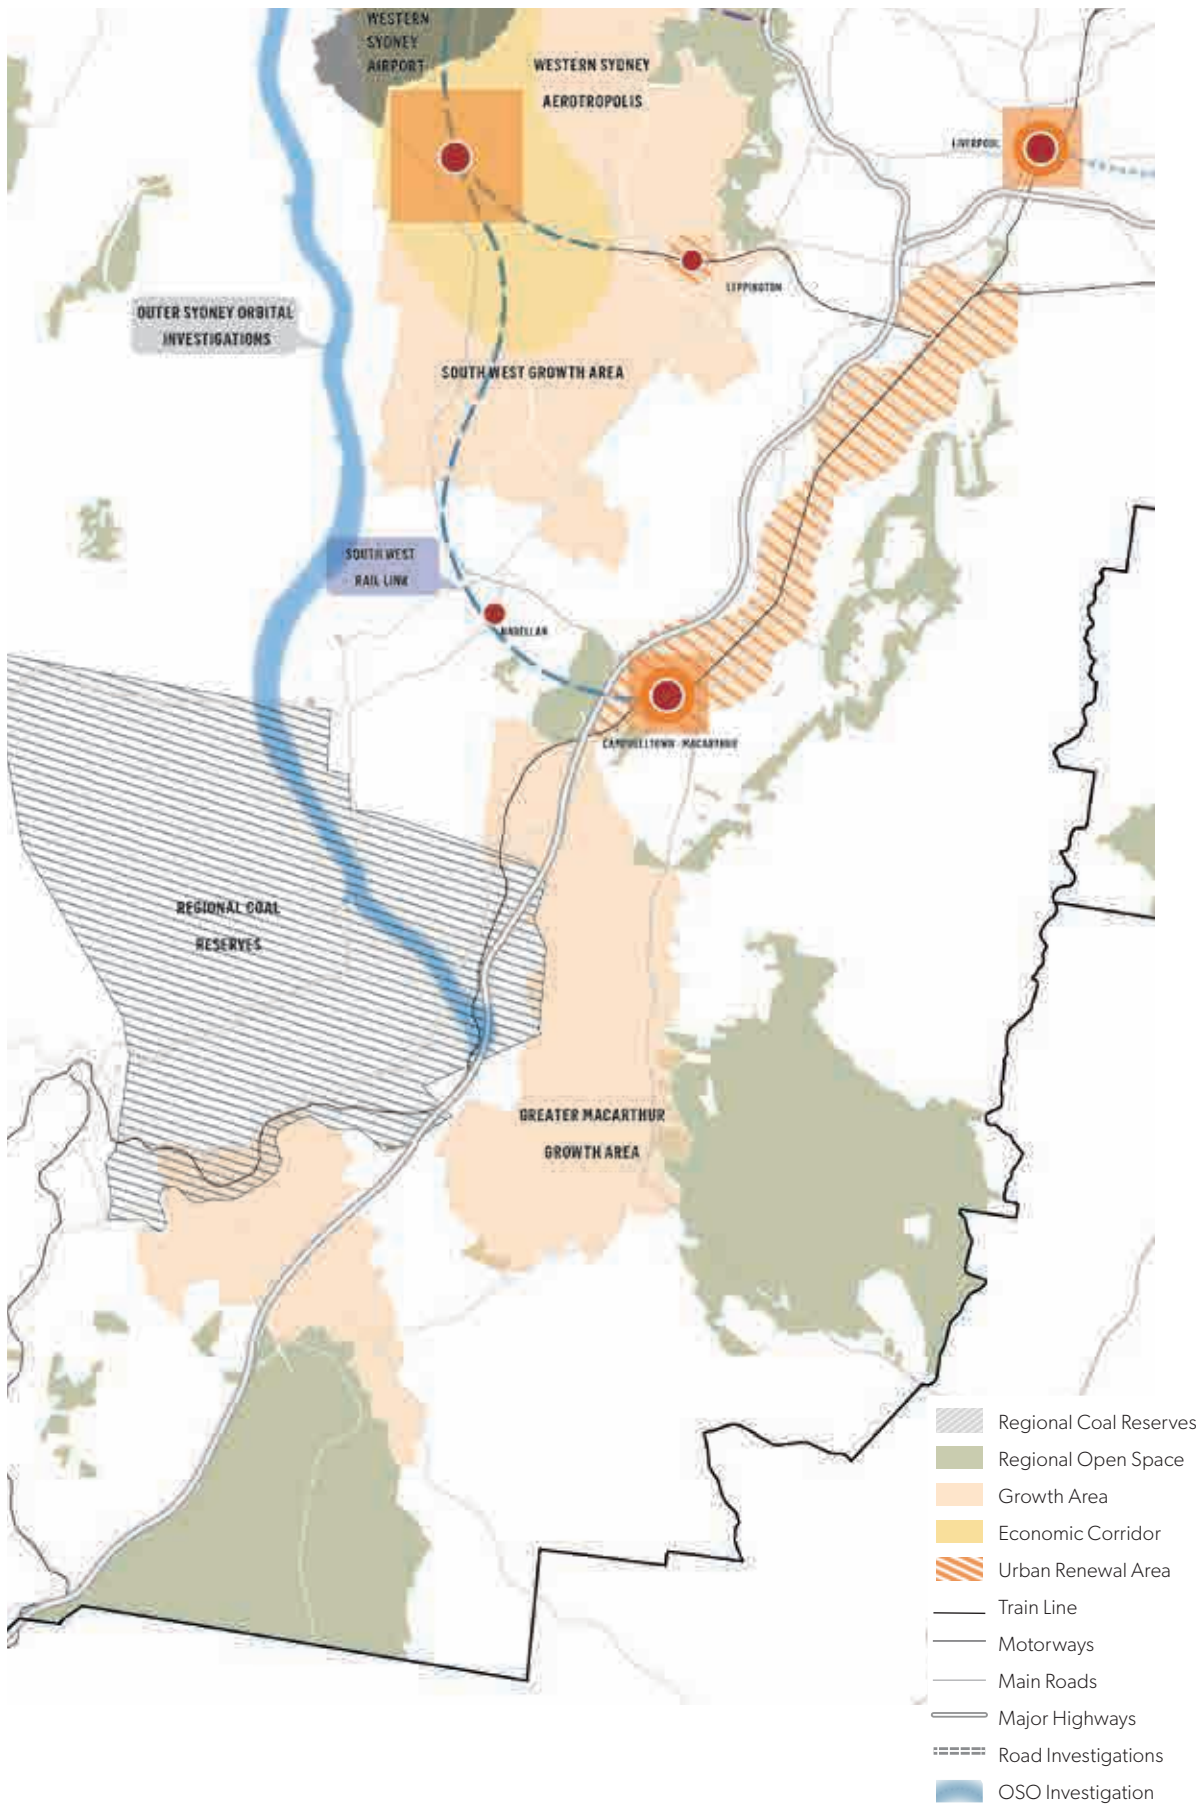 WESTERN
SYDNEY
AIRPORT
WESTERN SYDNEY
AEROTROPOLIS
LIVERPOOL
LEPPINGTON
OUTER SYDNEY ORBITAL
INVESTIGATIONS
SOUTH WEST GROWTH AREA
SOUTH WEST
RAIL LINK
NARELLAN
CAMPBELLTOWN - MACARTHUR
REGIONAL COAL
RESERVES
GREATER MACARTHUR
GROWTH AREA
Regional Coal Reserves
Regional Open Space
Growth Area
Economic Corridor
Urban Renewal Area
Train Line
Motorways
Main Roads
Major Highways
Road Investigations
OSO Investigation